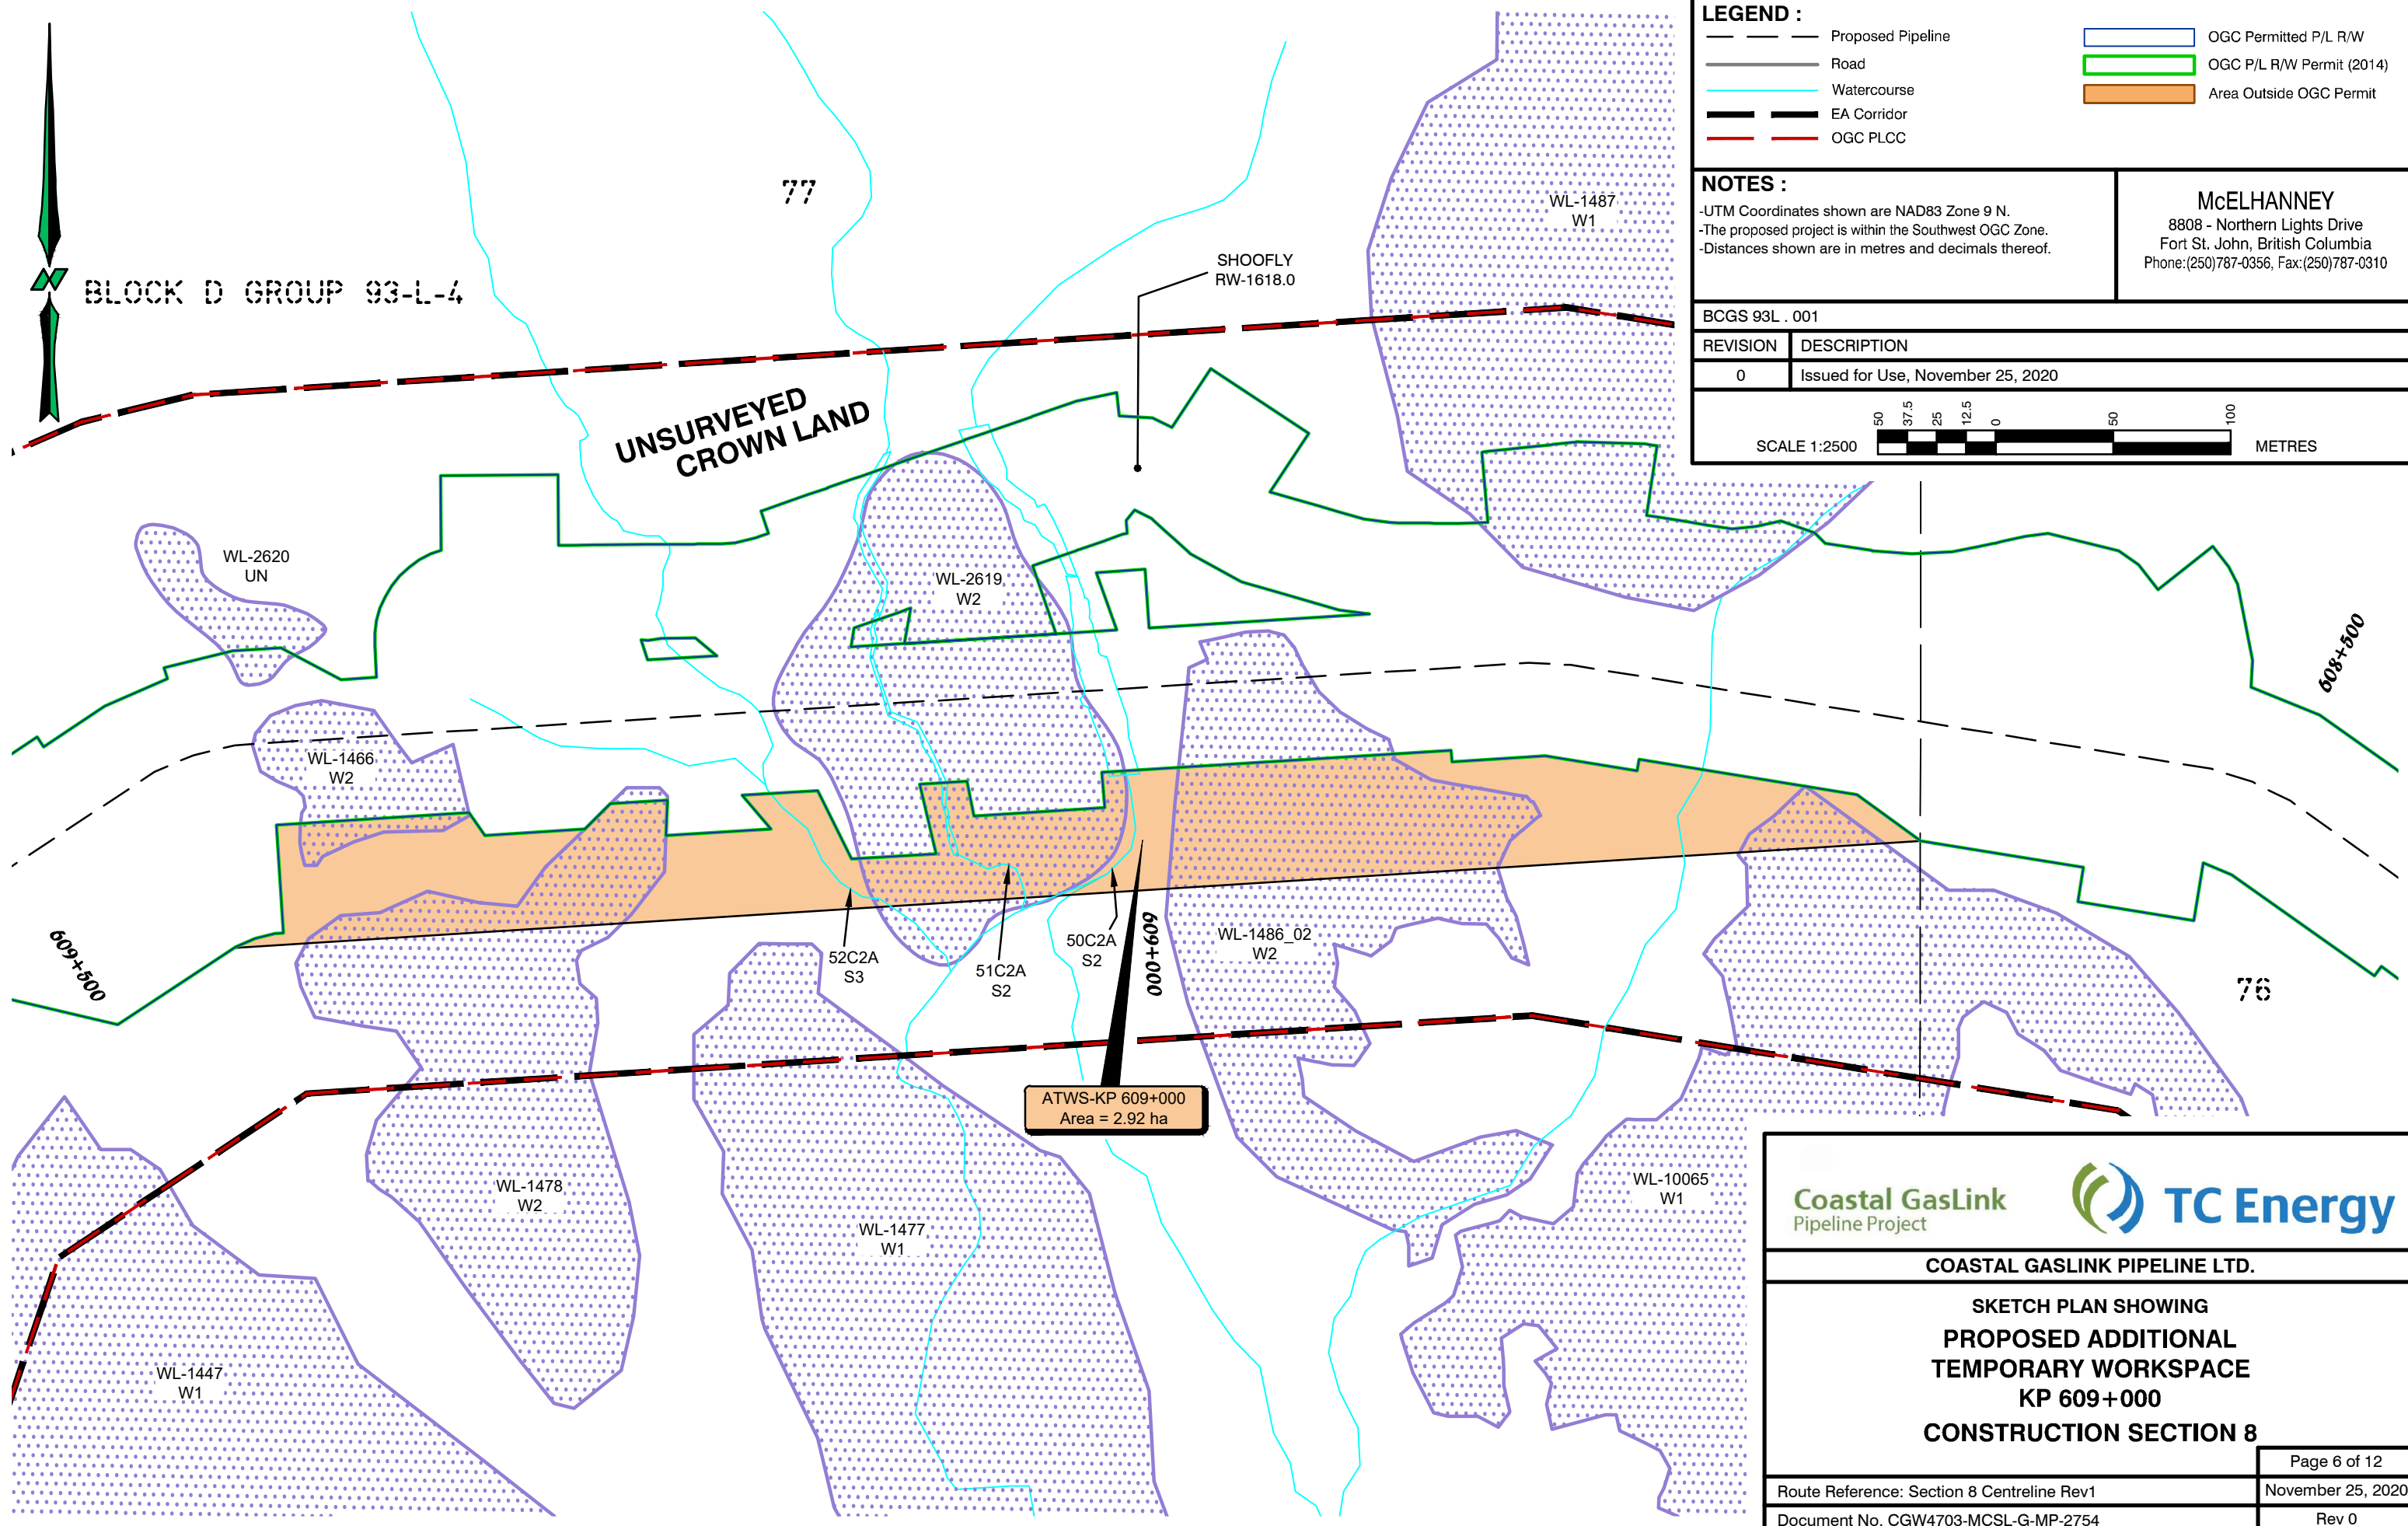 LEGEND :
Proposed Pipeline
Road
Watercourse
EA Corridor
OGC PLCC
OGC Permitted P/L R/W
OGC P/L R/W Permit (2014)
Area Outside OGC Permit
NOTES :
-UTM Coordinates shown are NAD83 Zone 9 N.
-The proposed project is within the Southwest OGC Zone.
-Distances shown are in metres and decimals thereof.
McELHANNEY
8808 - Northern Lights Drive
Fort St. John, British Columbia
Phone:(250)787-0356, Fax:(250)787-0310
BCGS 93L . 001
REVISION DESCRIPTION
0 Issued for Use, November 25, 2020
SCALE 1:2500
50 37.5 25 12.5 0 50 100
METRES
77
BLOCK D GROUP 93-L-4
SHOOFLY
RW-1618.0
WL-1487
W1
UNSURVEYED
CROWN LAND
WL-2620
UN
WL-2619
W2
608+500
WL-1466
W2
609+500
52C2A
S3
51C2A
S2
50C2A
S2
609+000
WL-1486_02
W2
76
ATWS-KP 609+000
Area = 2.92 ha
WL-1478
W2
WL-1477
W1
WL-10065
W1
WL-1447
W1
Coastal GasLink
Pipeline Project
TC Energy
COASTAL GASLINK PIPELINE LTD.
SKETCH PLAN SHOWING
PROPOSED ADDITIONAL
TEMPORARY WORKSPACE
KP 609+000
CONSTRUCTION SECTION 8
Page 6 of 12
Route Reference: Section 8 Centreline Rev1
November 25, 2020
Document No. CGW4703-MCSL-G-MP-2754
Rev 0